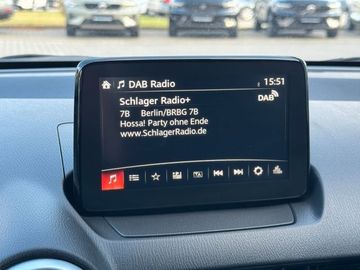 DAB Radio 15:51
Schlager Radio+ DAB
7B Berlin/BRBG 7B
Hossa! Party ohne Ende
www.SchlagerRadio.de